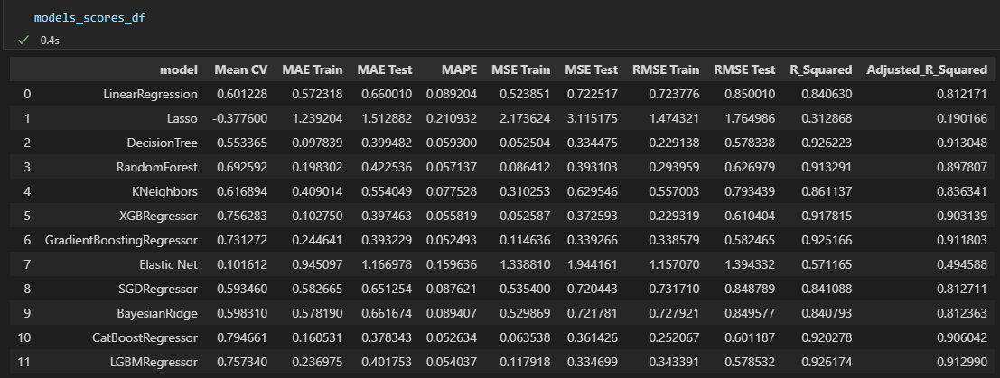 models_scores_df
0.4s
model Mean CV MAE Train MAE Test MAPE MSE Train MSE Test RMSE Train RMSE Test R_Squared Adjusted_R_Squared
0 LinearRegression 0.601228 0.572318 0.660010 0.089204 0.523851 0.722517 0.723776 0.850010 0.840630 0.812171
1 Lasso -0.377600 1.239204 1.512882 0.210932 2.173624 3.115175 1.474321 1.764986 0.312868 0.190166
2 DecisionTree 0.553365 0.097839 0.399482 0.059300 0.052504 0.334475 0.229138 0.578338 0.926223 0.913048
3 RandomForest 0.692592 0.198302 0.422536 0.057137 0.086412 0.393103 0.293959 0.626979 0.913291 0.897807
4 KNeighbors 0.616894 0.409014 0.554049 0.077528 0.310253 0.629546 0.557003 0.793439 0.861137 0.836341
5 XGBRegressor 0.756283 0.102750 0.397463 0.055819 0.052587 0.372593 0.229319 0.610404 0.917815 0.903139
6 GradientBoostingRegressor 0.731272 0.244641 0.393229 0.052493 0.114636 0.339266 0.338579 0.582465 0.925166 0.911803
7 Elastic Net 0.101612 0.945097 1.166978 0.159636 1.338810 1.944161 1.157070 1.394332 0.571165 0.494588
8 SGDRegressor 0.593460 0.582665 0.651254 0.087621 0.535400 0.720443 0.731710 0.848789 0.841088 0.812711
9 BayesianRidge 0.598310 0.578190 0.661674 0.089407 0.529869 0.721781 0.727921 0.849577 0.840793 0.812363
10 CatBoostRegressor 0.794661 0.160531 0.378343 0.052634 0.063538 0.361426 0.252067 0.601187 0.920278 0.906042
11 LGBMRegressor 0.757340 0.236975 0.401753 0.054037 0.117918 0.334699 0.343391 0.578532 0.926174 0.912990